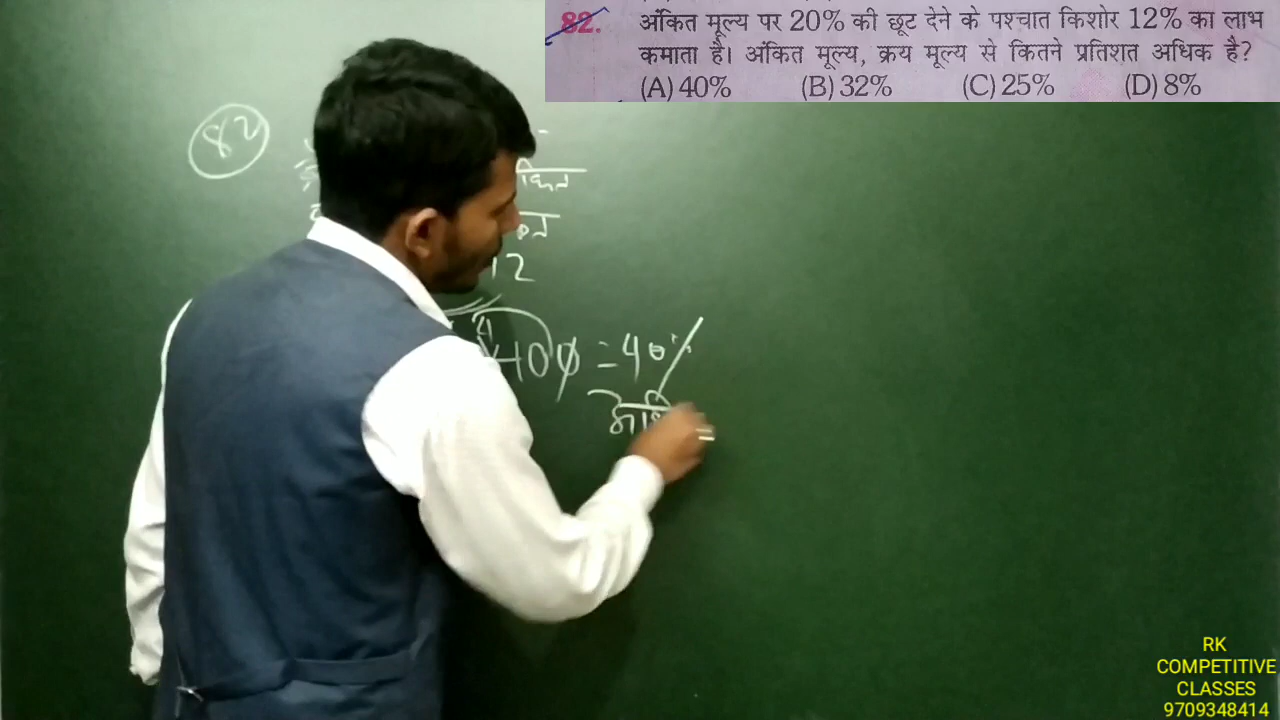 82. अंकित मूल्य पर 20% की छूट देने के पश्चात किशोर 12% का लाभ
कमाता है। अंकित मूल्य, क्रय मूल्य से कितने प्रतिशत अधिक है?
(A) 40% (B) 32% (C) 25% (D) 8%
82
12
= 40%
RK
COMPETITIVE
CLASSES
9709348414